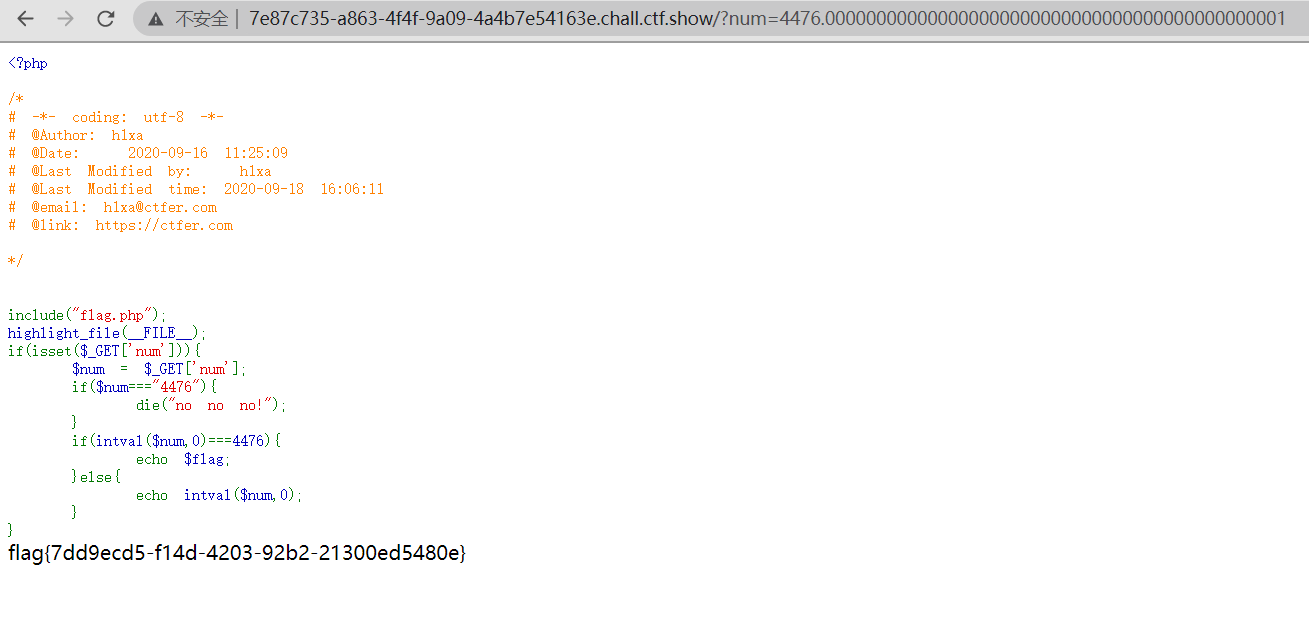 不安全 | 7e87c735-a863-4f4f-9a09-4a4b7e54163e.chall.ctf.show/?num=4476.00000000000000000000000000000000000000000001
<?php
/*
# -*- coding: utf-8 -*-
# @Author: h1xa
# @Date:   2020-09-16 11:25:09
# @Last Modified by:   h1xa
# @Last Modified time: 2020-09-18 16:06:11
# @email: h1xa@ctfer.com
# @link: https://ctfer.com
*/
include("flag.php");
highlight_file(__FILE__);
if(isset($_GET['num'])){
    $num = $_GET['num'];
    if($num==="4476"){
        die("no no no!");
    }
    if(intval($num,0)===4476){
        echo $flag;
    }else{
        echo intval($num,0);
    }
}
flag{7dd9ecd5-f14d-4203-92b2-21300ed5480e}